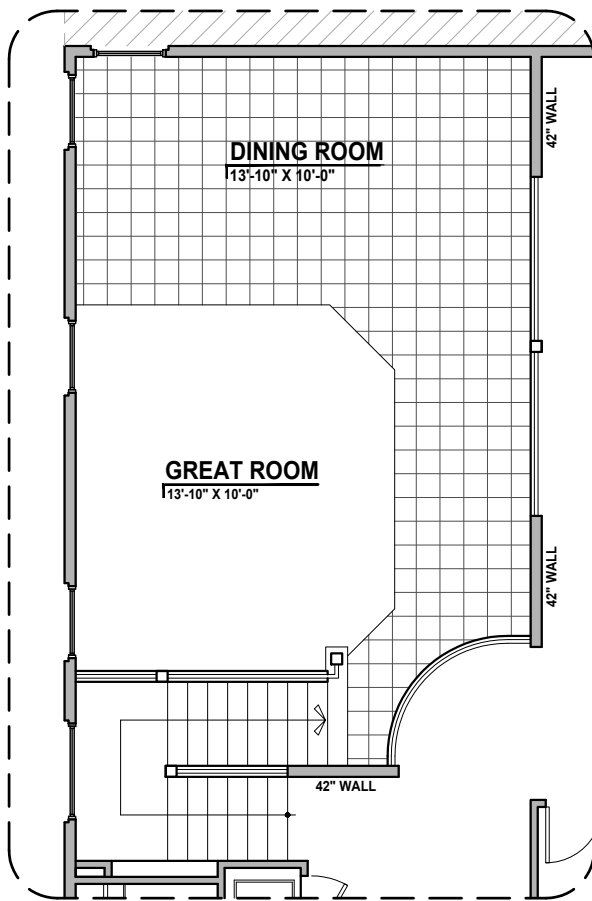 42" WALL
DINING ROOM
13'-10" X 10'-0"
GREAT ROOM
13'-10" X 10'-0"
42" WALL
42" WALL